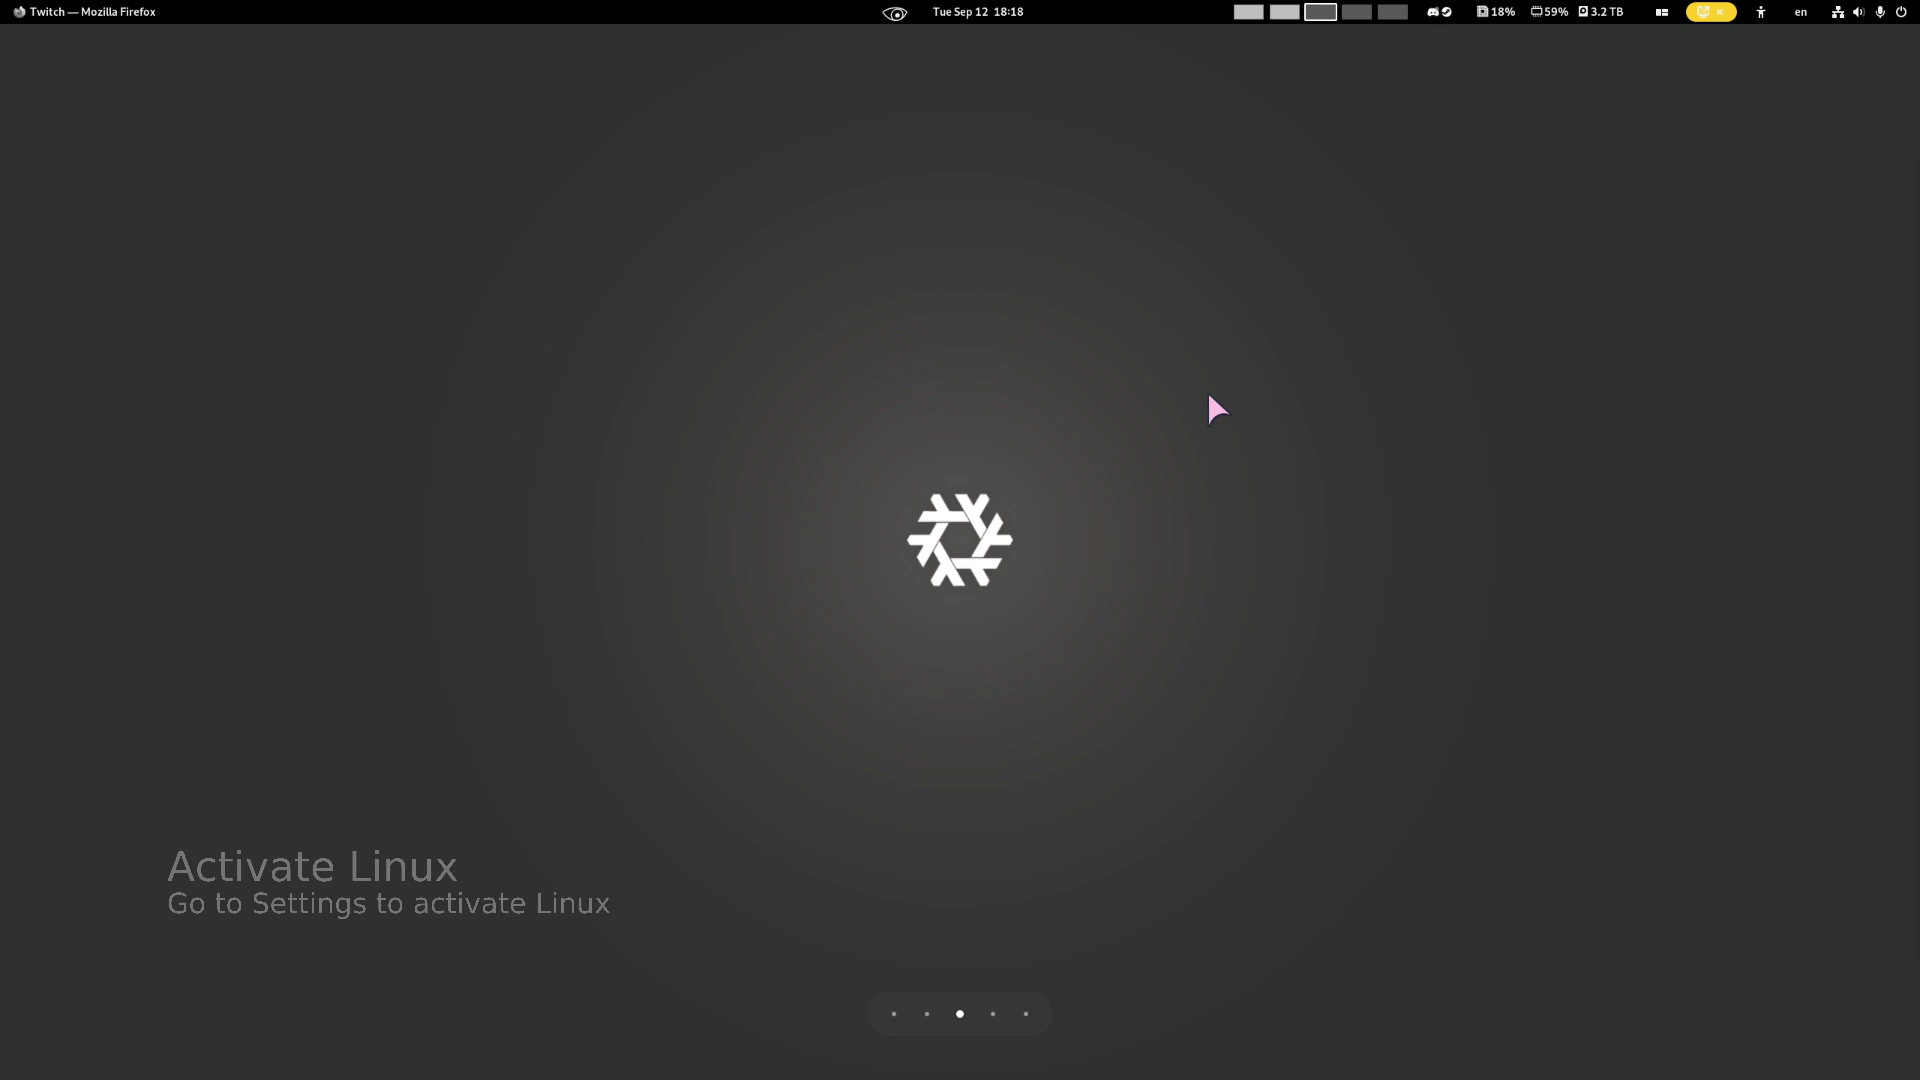 Twitch — Mozilla Firefox
Tue Sep 12 18:18
18% 59% 3.2 TB
en
Activate Linux
Go to Settings to activate Linux